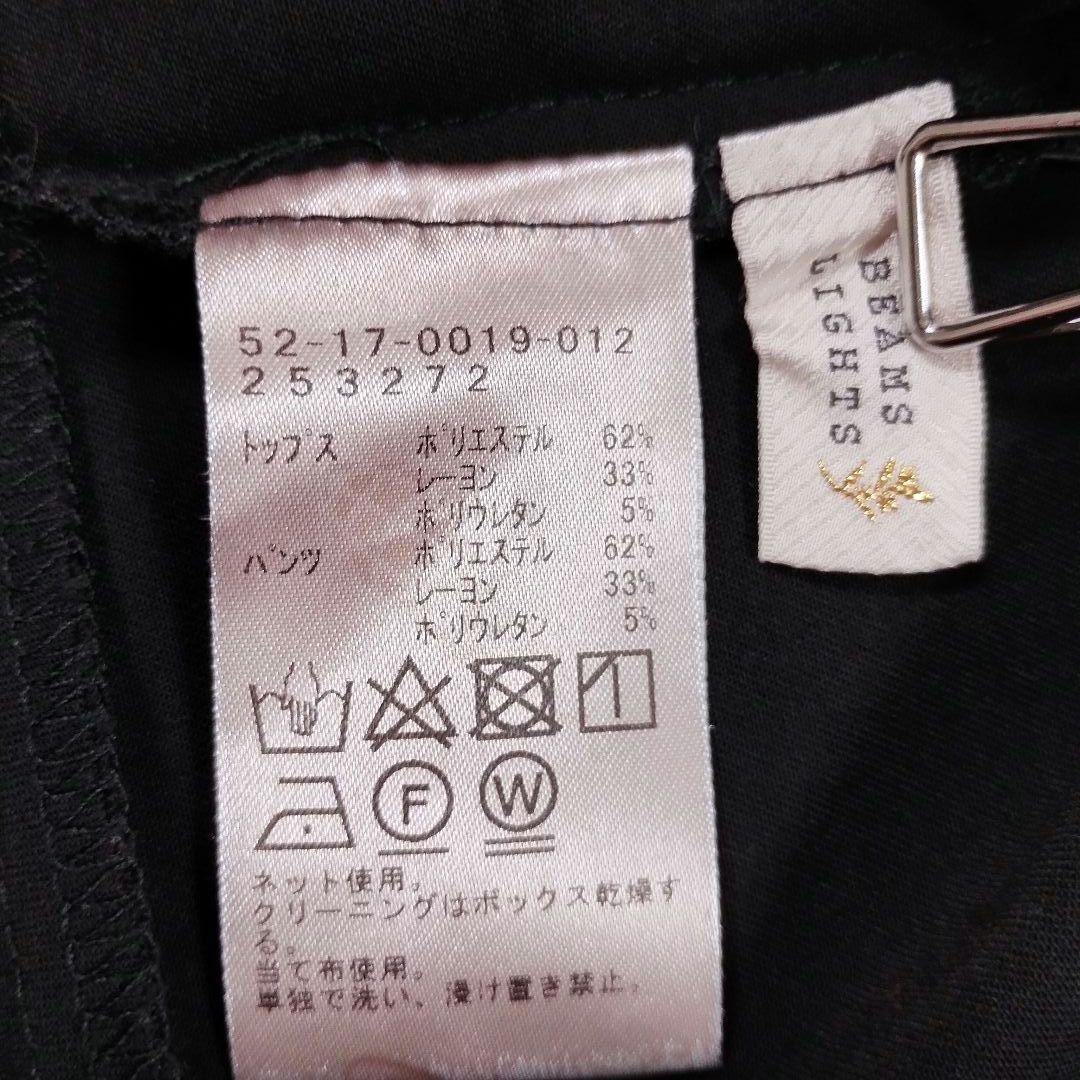 52-17-0019-012
253272
トップス ポリエステル 62%
レーヨン 33%
ポリウレタン 5%
パンツ ポリエステル 62%
レーヨン 33%
ポリウレタン 5%
F W
ネット使用。
クリーニングはボックス乾燥す
る。
当て布使用。
単独で洗い、浸け置き禁止。
BEAMS
LIGHTS